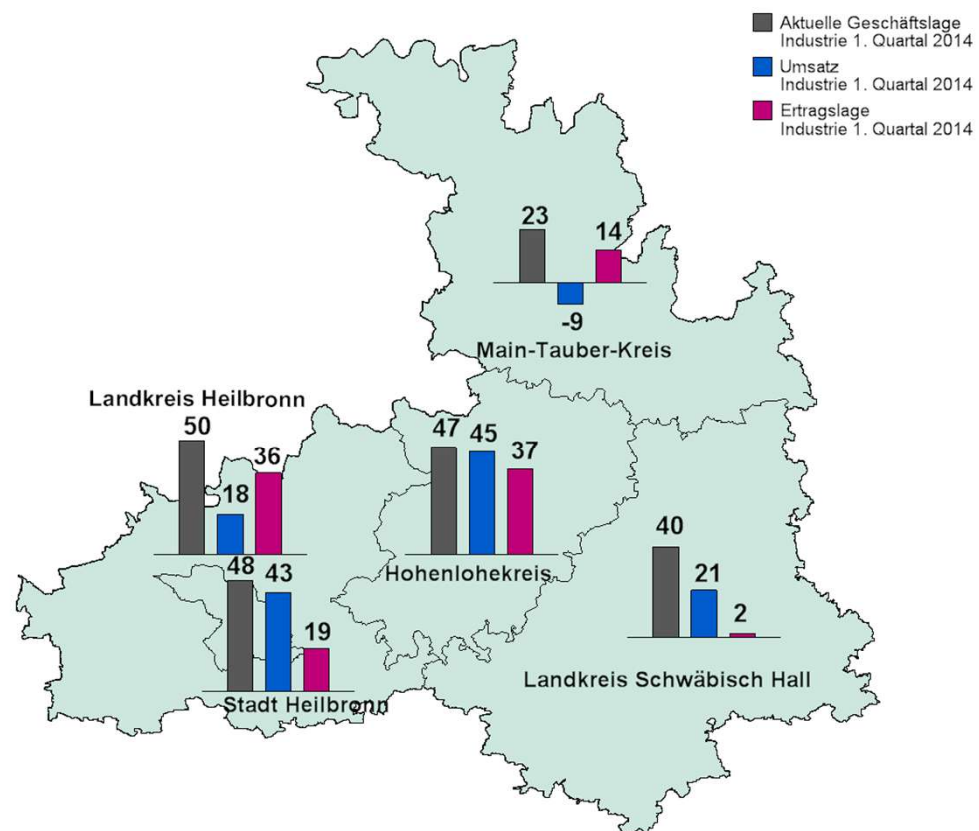 Aktuelle Geschäftslage
Industrie 1. Quartal 2014
Umsatz
Industrie 1. Quartal 2014
Ertragslage
Industrie 1. Quartal 2014
23
14
-9
Main-Tauber-Kreis
Landkreis Heilbronn
50
18
36
47
45
37
Hohenlohekreis
48
43
19
Stadt Heilbronn
40
21
2
Landkreis Schwäbisch Hall